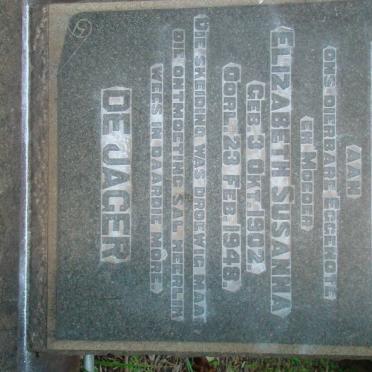 AAN
ONS DIERBARE EGGENOTE
EN MOEDER
ELIZABETH SUSANNA
GEB. 3 OKT. 1902
OORL. 23 FEB. 1948
DIE SKEIDING WAS DROEWIG MAAR
DIE ONTMOETING SAL HEERLIK
WEES IN DAARDIE MÔRE
DE JAGER